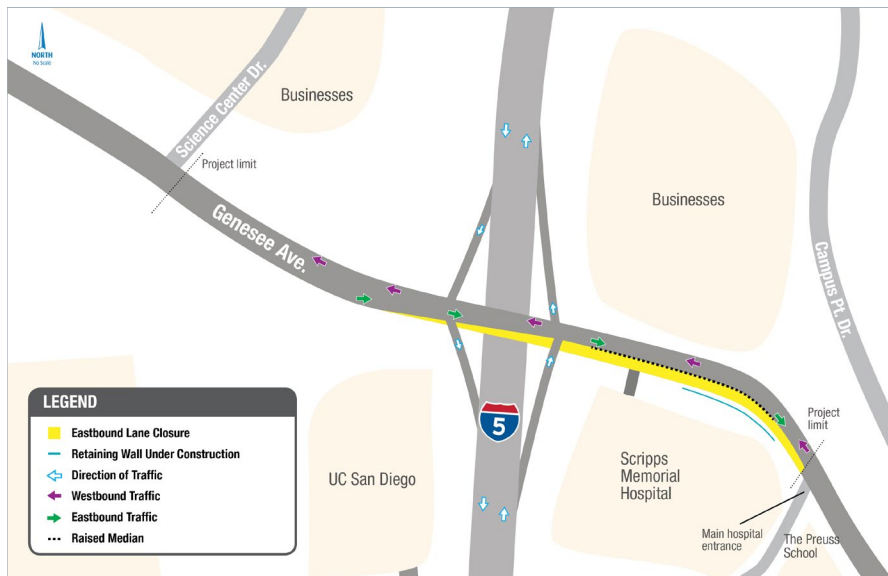 NORTH
No Scale
Science Center Dr.
Businesses
Project limit
Genesee Ave.
Businesses
Campus Pt. Dr.
LEGEND
Eastbound Lane Closure
Retaining Wall Under Construction
Direction of Traffic
Westbound Traffic
Eastbound Traffic
Raised Median
UC San Diego
5
Scripps
Memorial
Hospital
Project
limit
Main hospital
entrance
The Preuss
School